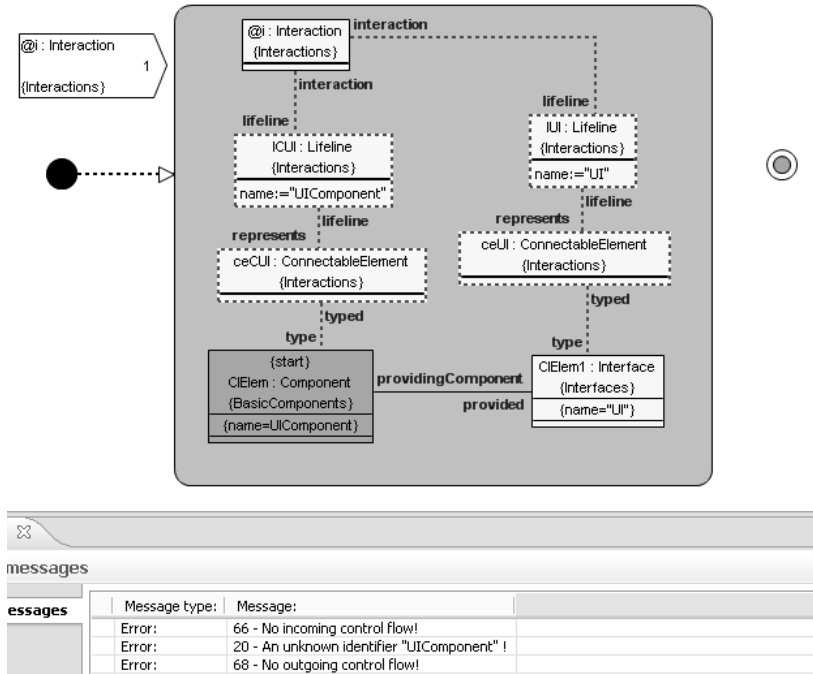 @i : Interaction
1
{Interactions}
@i : Interaction
{Interactions}
interaction
interaction
lifeline
lifeline
lCUI : Lifeline
{Interactions}
name:="UIComponent"
lUI : Lifeline
{Interactions}
name:="UI"
lifeline
represents
lifeline
represents
ceCUI : ConnectableElement
{Interactions}
ceUI : ConnectableElement
{Interactions}
typed
type
typed
type
{start}
ClElem : Component
{BasicComponents}
{name=UIComponent}
providingComponent
provided
ClElem1 : Interface
{Interfaces}
{name="UI"}
messages
essages
Message type: Message:
Error: 66 - No incoming control flow!
Error: 20 - An unknown identifier "UIComponent" !
Error: 68 - No outgoing control flow!